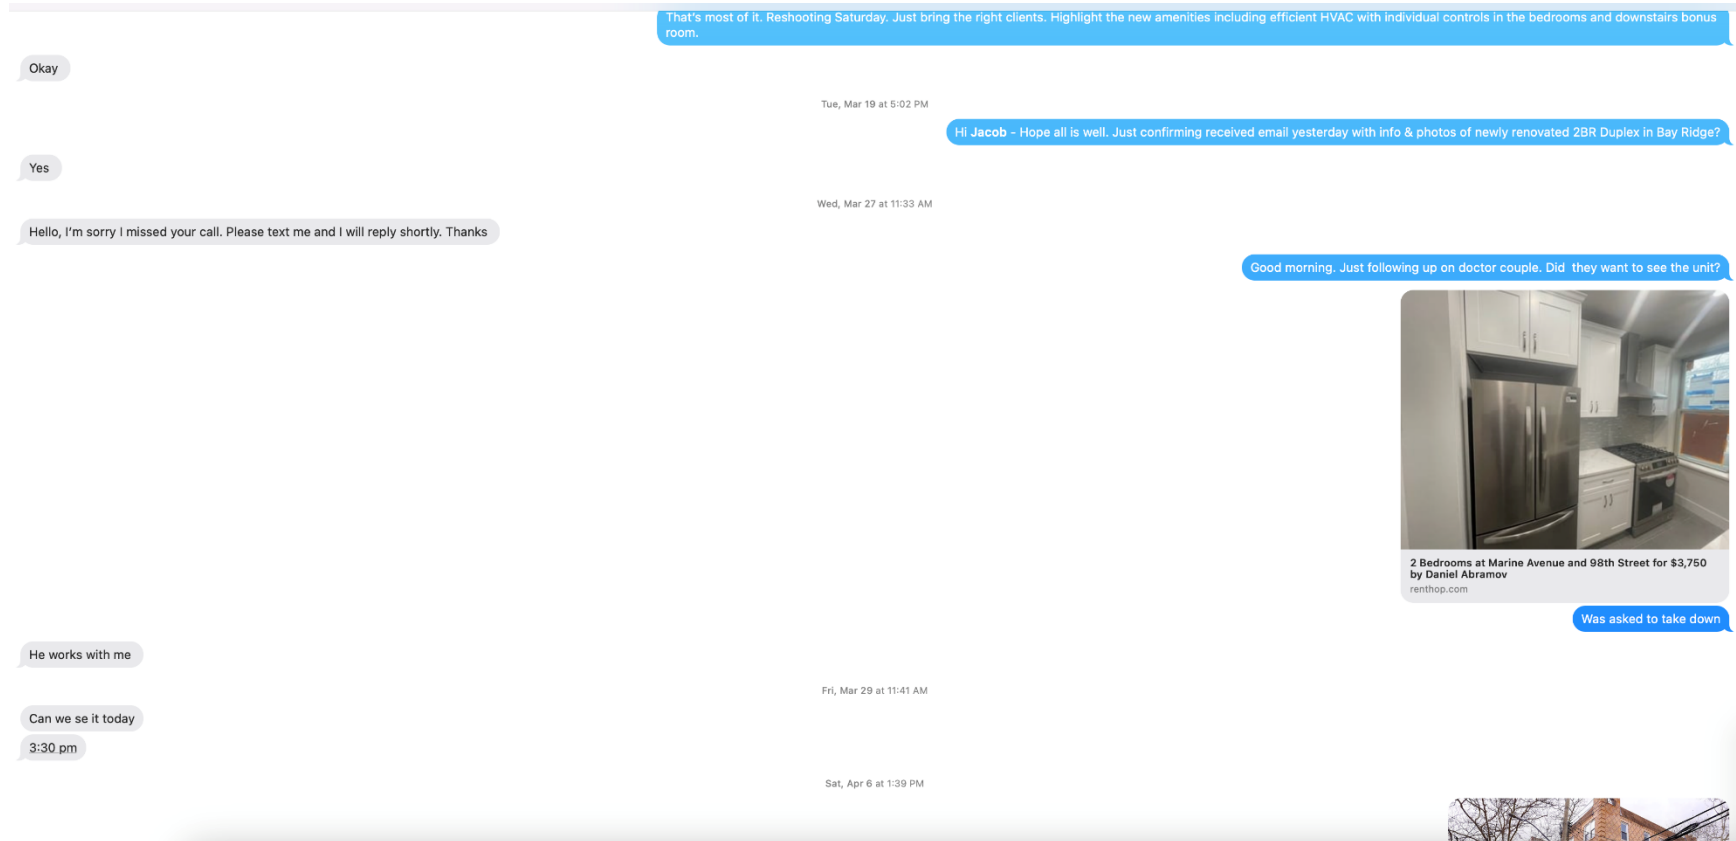 That's most of it. Reshooting Saturday. Just bring the right clients. Highlight the new amenities including efficient HVAC with individual controls in the bedrooms and downstairs bonus
room.
Okay
Tue, Mar 19 at 5:02 PM
Hi Jacob - Hope all is well. Just confirming received email yesterday with info & photos of newly renovated 2BR Duplex in Bay Ridge?
Yes
Wed, Mar 27 at 11:33 AM
Hello, I'm sorry I missed your call. Please text me and I will reply shortly. Thanks
Good morning. Just following up on doctor couple. Did  they want to see the unit?
2 Bedrooms at Marine Avenue and 98th Street for $3,750
by Daniel Abramov
renthop.com
Was asked to take down
He works with me
Fri, Mar 29 at 11:41 AM
Can we se it today
3:30 pm
Sat, Apr 6 at 1:39 PM